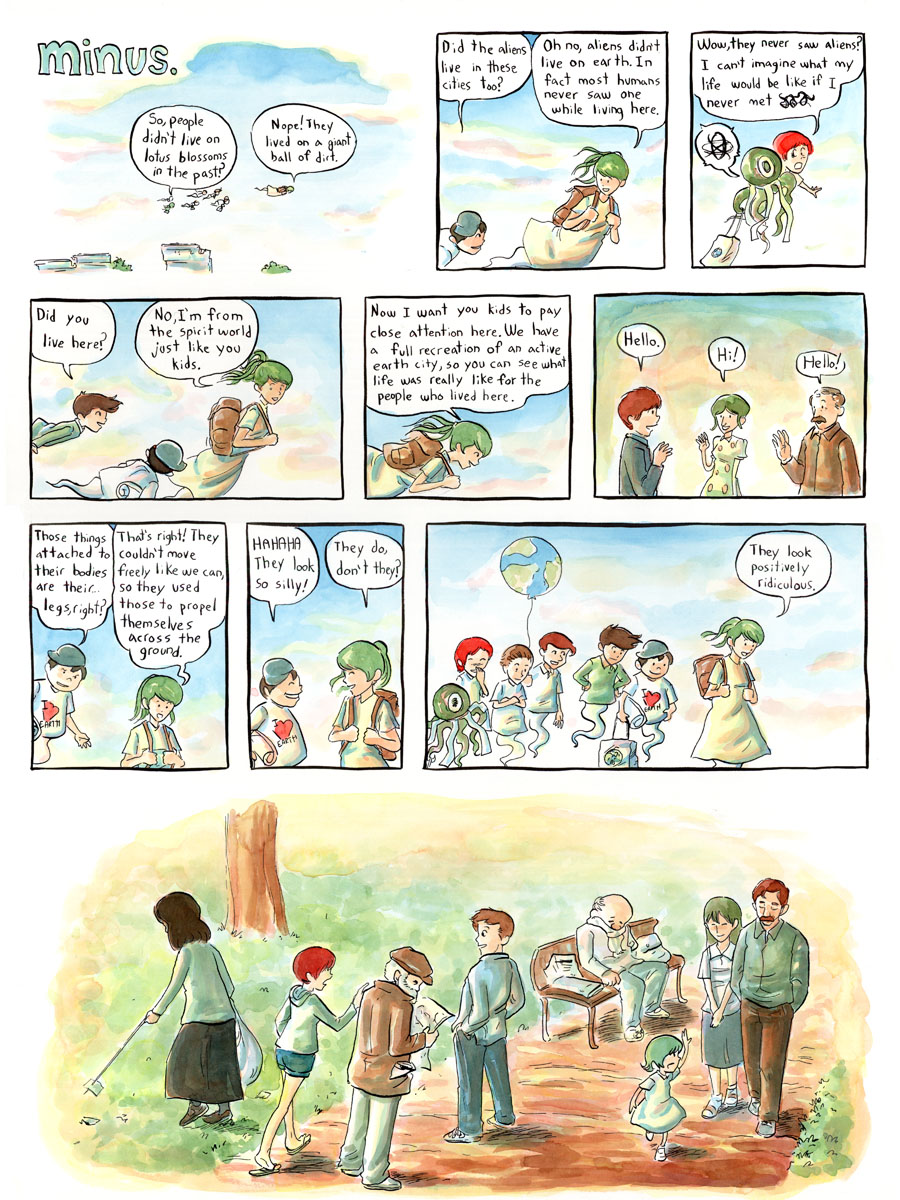 minus.
So, people
didn't live on
lotus blossoms
in the past?
Nope! They
lived on a giant
ball of dirt.
Did the aliens
live in these
cities too?
Oh no, aliens didn't
live on earth. In
fact most humans
never saw one
while living here.
Wow, they never saw aliens?
I can't imagine what my
life would be like if I
never met
Did you
live here?
No, I'm from
the spirit world
just like you
kids.
Now I want you kids to pay
close attention here. We have
a full recreation of an active
earth city, so you can see what
life was really like for the
people who lived here.
Hello.
Hi!
Hello!
Those things
attached to
their bodies
are their...
legs, right?
That's right! They
couldn't move
freely like we can,
so they used
those to propel
themselves
across the
ground.
I
EARTH
HAHAHA
They look
so silly!
They do,
don't they?
I
EARTH
They look
positively
ridiculous.
I
EARTH